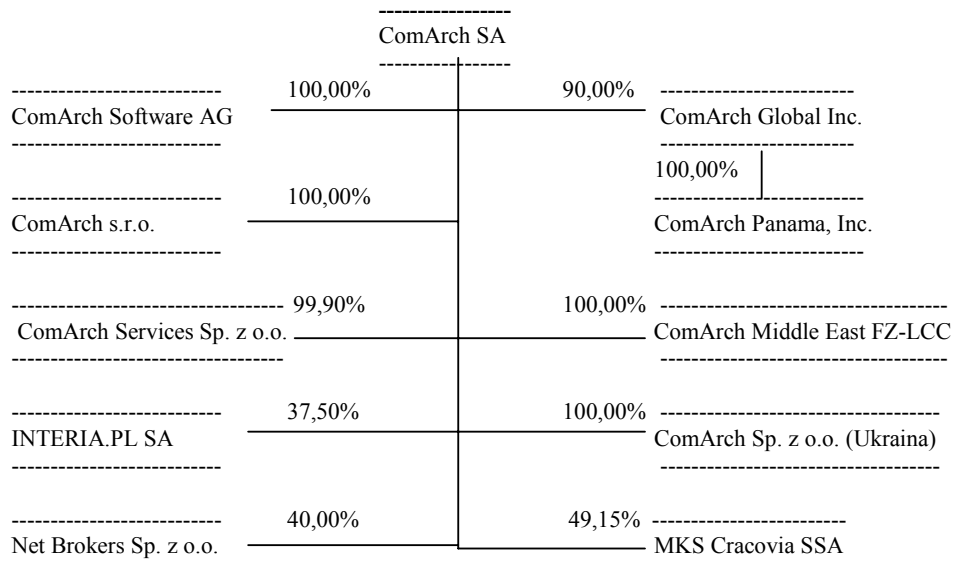 ComArch SA
100,00% 90,00%
ComArch Software AG ComArch Global Inc.
100,00%
100,00%
ComArch s.r.o. ComArch Panama, Inc.
99,90% 100,00%
ComArch Services Sp. z o.o. ComArch Middle East FZ-LCC
37,50% 100,00%
INTERIA.PL SA ComArch Sp. z o.o. (Ukraina)
40,00% 49,15%
Net Brokers Sp. z o.o. MKS Cracovia SSA